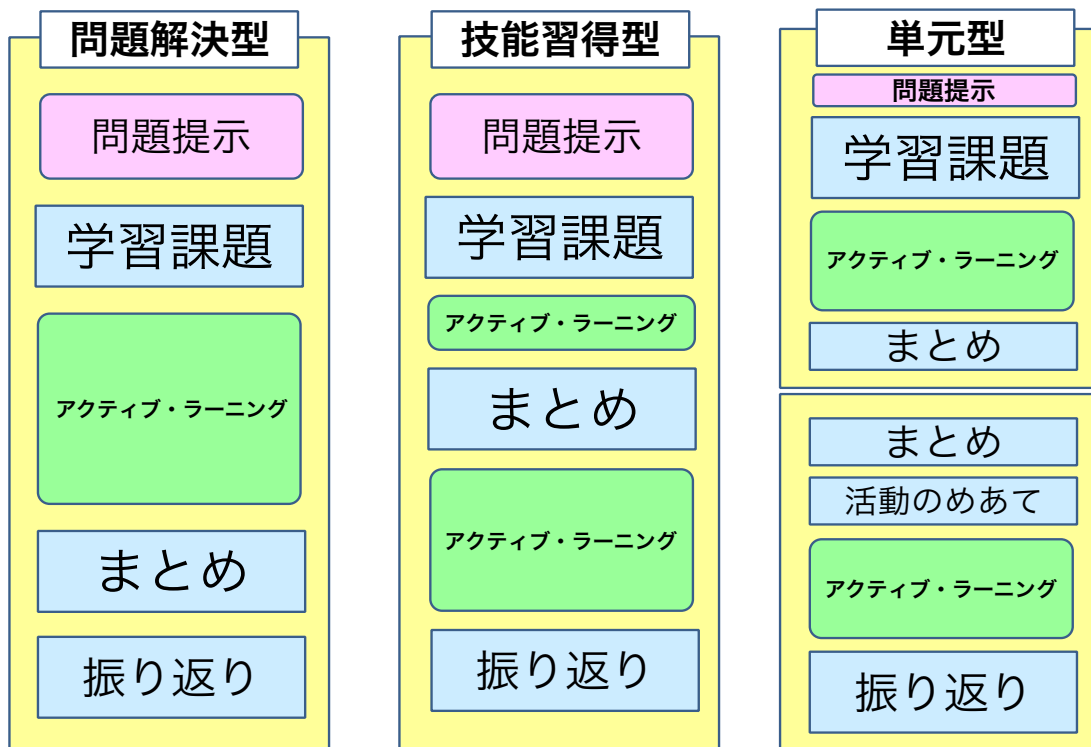 問題解決型
問題提示
学習課題
アクティブ・ラーニング
まとめ
振り返り
技能習得型
問題提示
学習課題
アクティブ・ラーニング
まとめ
アクティブ・ラーニング
振り返り
単元型
問題提示
学習課題
アクティブ・ラーニング
まとめ
まとめ
活動のめあて
アクティブ・ラーニング
振り返り